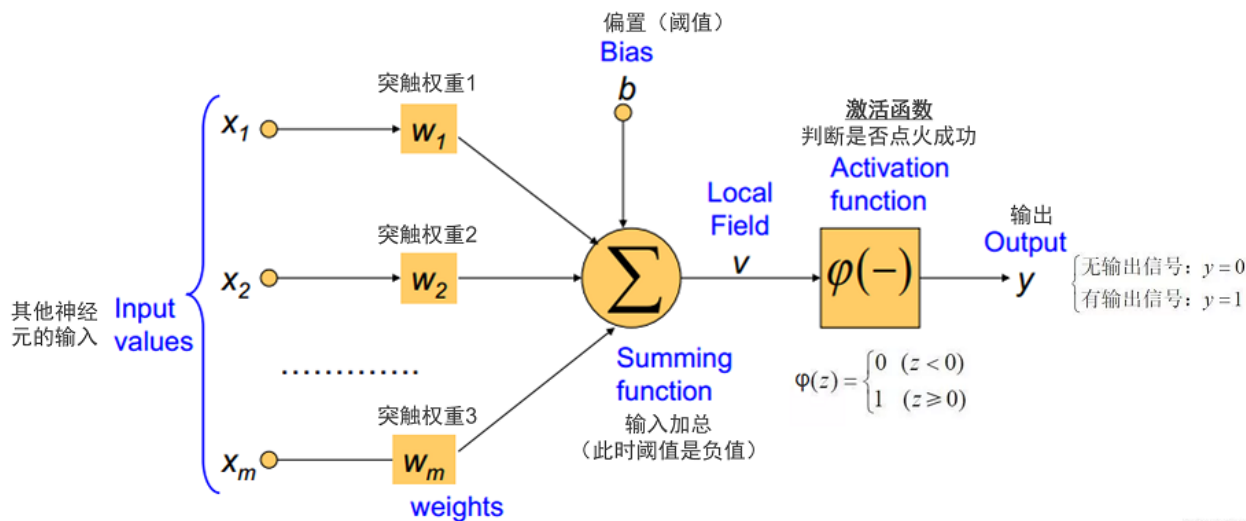 偏置（阈值）
Bias
b
突触权重1
x1
w1
激活函数
判断是否点火成功
Activation
function
突触权重2
x2
w2
∑
Local
Field
v
φ(−)
输出
Output
y
无输出信号：y = 0
有输出信号：y = 1
其他神经
元的输入
Input
values
.............
Summing
function
输入加总
（此时阈值是负值）
φ(z) = { 0 (z < 0)
1 (z ⩾ 0)
突触权重3
xm
wm
weights